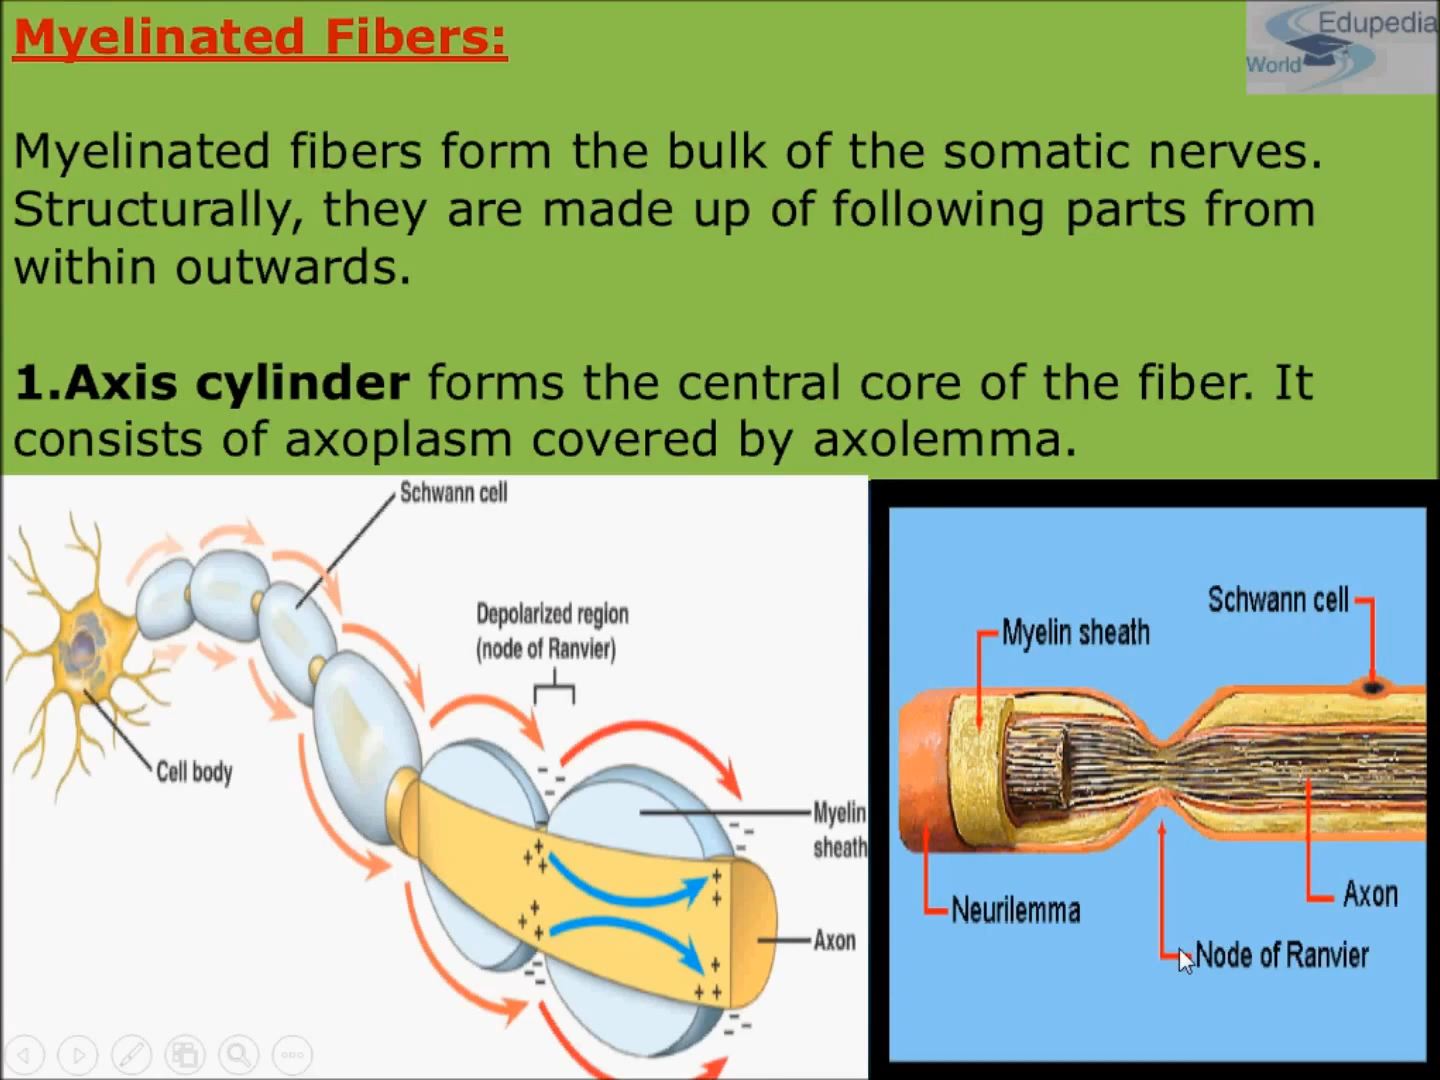 Myelinated Fibers:
Edupedia
World
Myelinated fibers form the bulk of the somatic nerves.
Structurally, they are made up of following parts from
within outwards.
1.Axis cylinder forms the central core of the fiber. It
consists of axoplasm covered by axolemma.
Schwann cell
Depolarized region
(node of Ranvier)
Cell body
Myelin
sheath
Axon
Schwann cell
Myelin sheath
Neurilemma
Axon
Node of Ranvier